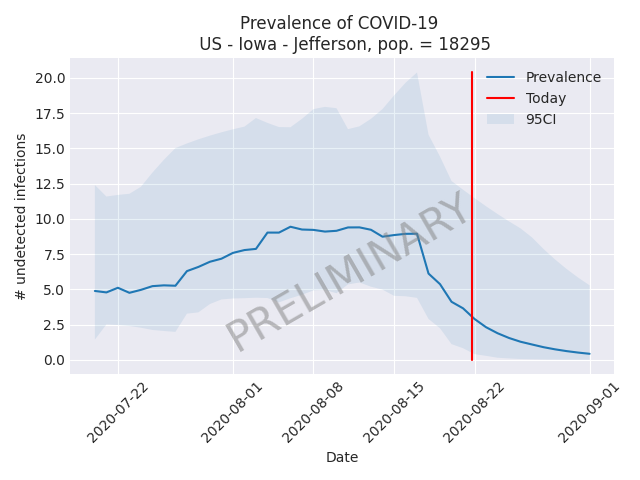 Prevalence of COVID-19
US - Iowa - Jefferson, pop. = 18295
20.0
17.5
15.0
12.5
10.0
7.5
5.0
2.5
0.0
# undetected infections
Prevalence
Today
95CI
PRELIMINARY
2020-07-22
2020-08-01
2020-08-08
2020-08-15
2020-08-22
2020-09-01
Date